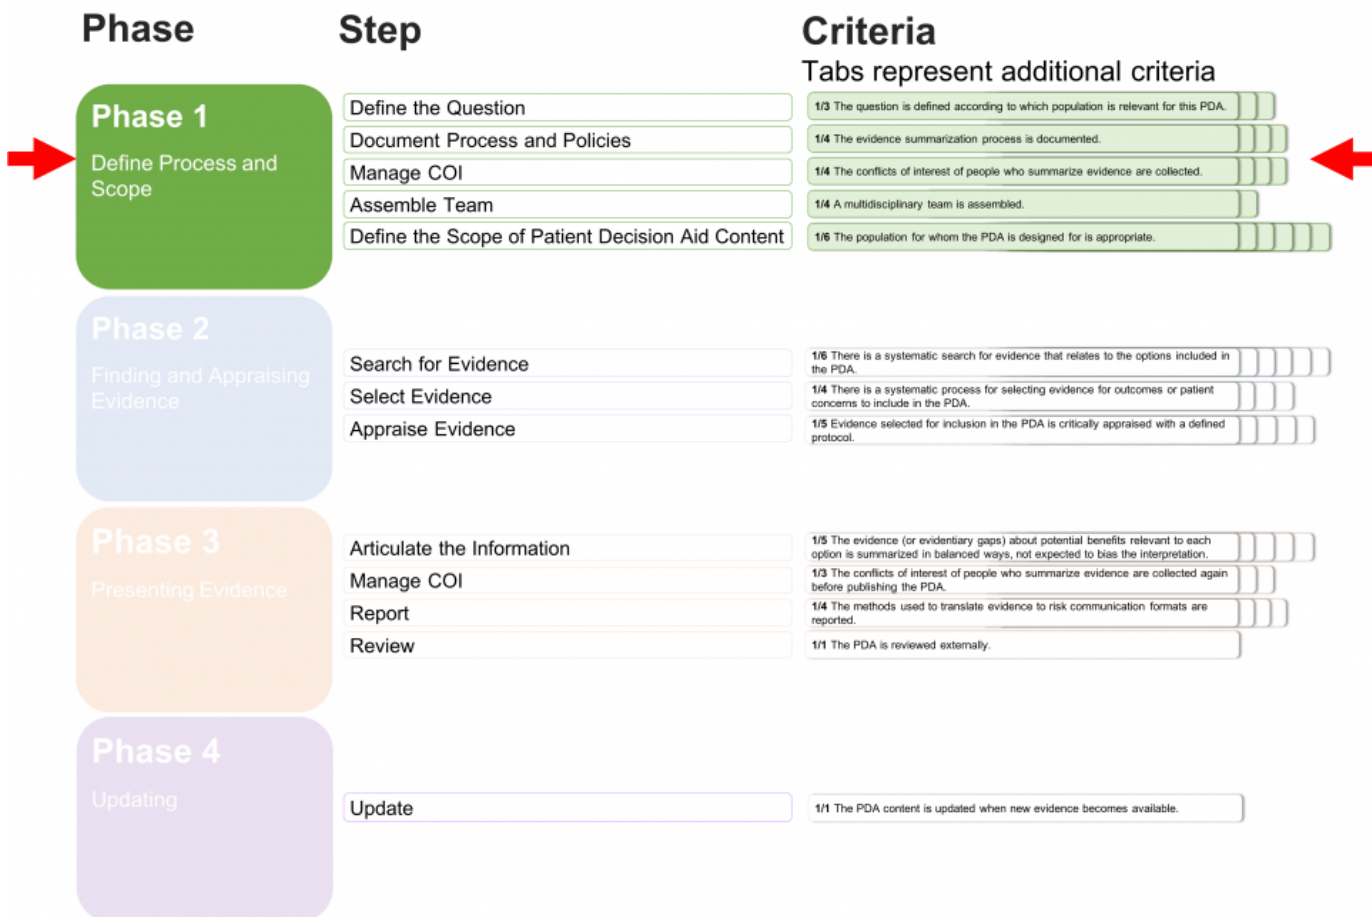 Phase Step Criteria
Tabs represent additional criteria
Phase 1
Define Process and
Scope
Define the Question
1/3 The question is defined according to which population is relevant for this PDA.
Document Process and Policies
1/4 The evidence summarization process is documented.
Manage COI
1/4 The conflicts of interest of people who summarize evidence are collected.
Assemble Team
1/4 A multidisciplinary team is assembled.
Define the Scope of Patient Decision Aid Content
1/6 The population for whom the PDA is designed for is appropriate.
Phase 2
Finding and Appraising
Evidence
Search for Evidence
1/6 There is a systematic search for evidence that relates to the options included in
the PDA.
Select Evidence
1/4 There is a systematic process for selecting evidence for outcomes or patient
concerns to include in the PDA.
Appraise Evidence
1/5 Evidence selected for inclusion in the PDA is critically appraised with a defined
protocol.
Phase 3
Presenting Evidence
Articulate the Information
1/5 The evidence (or evidentiary gaps) about potential benefits relevant to each
option is summarized in balanced ways, not expected to bias the interpretation.
Manage COI
1/3 The conflicts of interest of people who summarize evidence are collected again
before publishing the PDA.
Report
1/4 The methods used to translate evidence to risk communication formats are
reported.
Review
1/1 The PDA is reviewed externally.
Phase 4
Updating
Update
1/1 The PDA content is updated when new evidence becomes available.